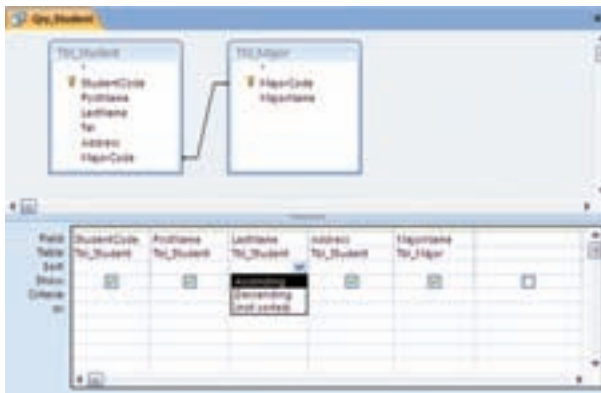 Qry_Student
Tbl_Student
Tbl_Major
*
StudentCode
FirstName
LastName
Tel
Address
MajorCode
*
MajorCode
MajorName
Field: StudentCode FirstName LastName Address MajorName
Table: Tbl_Student Tbl_Student Tbl_Student Tbl_Student Tbl_Major
Sort:
Show:
Ascending
Criteria:
Descending
or:
(not sorted)